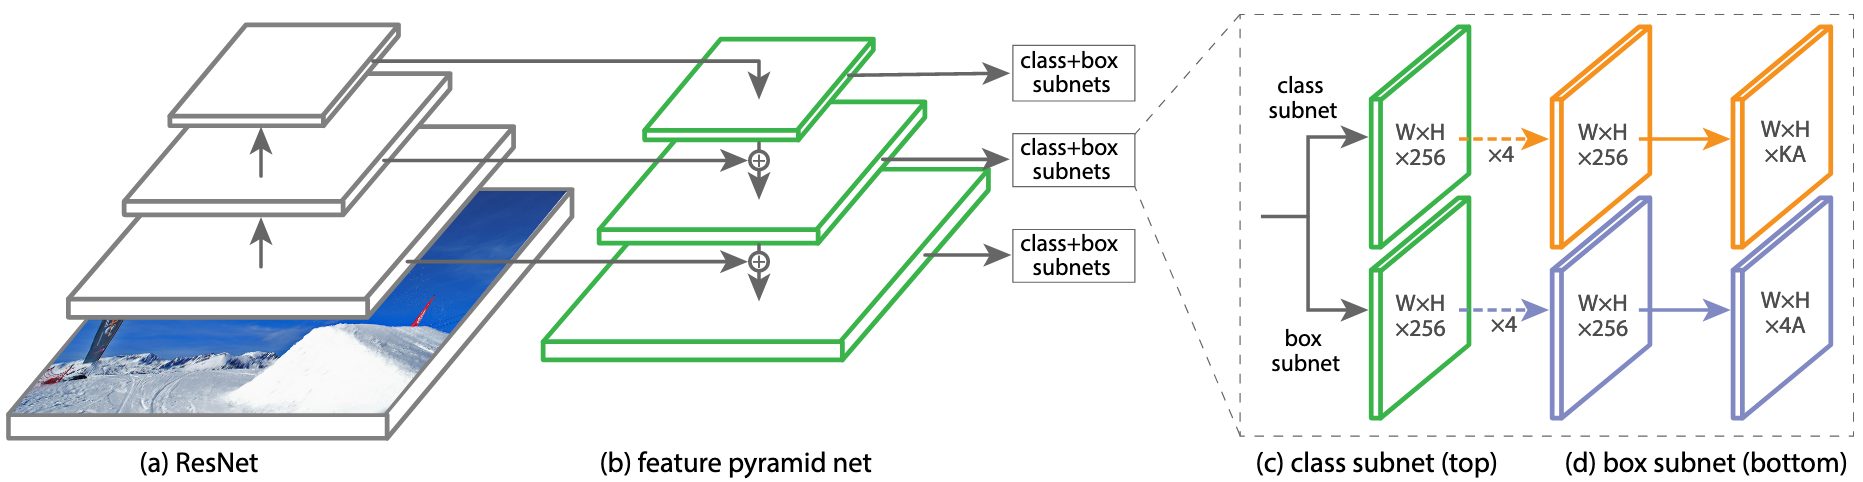 class+box
subnets
class+box
subnets
class+box
subnets
class
subnet
W×H
×256
×4
W×H
×256
W×H
×KA
box
subnet
W×H
×256
×4
W×H
×256
W×H
×4A
(a) ResNet
(b) feature pyramid net
(c) class subnet (top)
(d) box subnet (bottom)